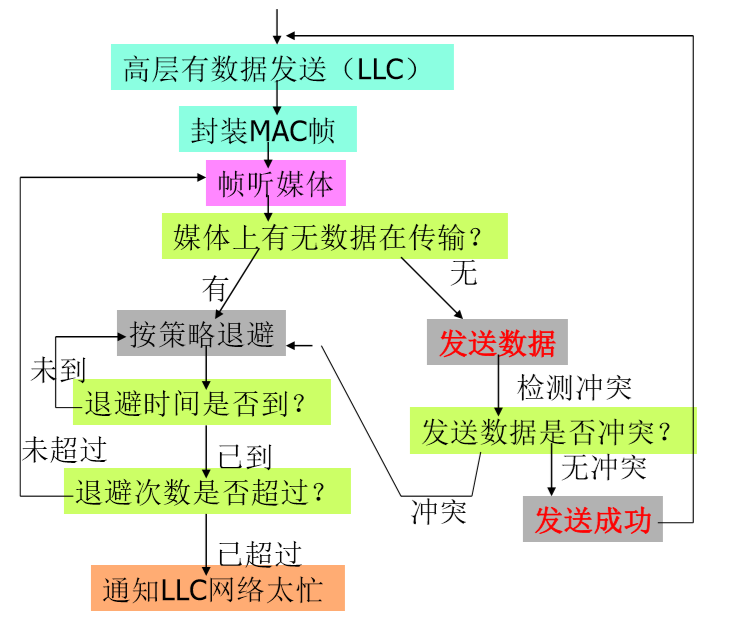 高层有数据发送（LLC）
封装MAC帧
帧听媒体
媒体上有无数据在传输？
有
无
按策略退避
发送数据
未到
检测冲突
退避时间是否到？
发送数据是否冲突？
未超过
已到
无冲突
退避次数是否超过？
冲突
发送成功
已超过
通知LLC网络太忙